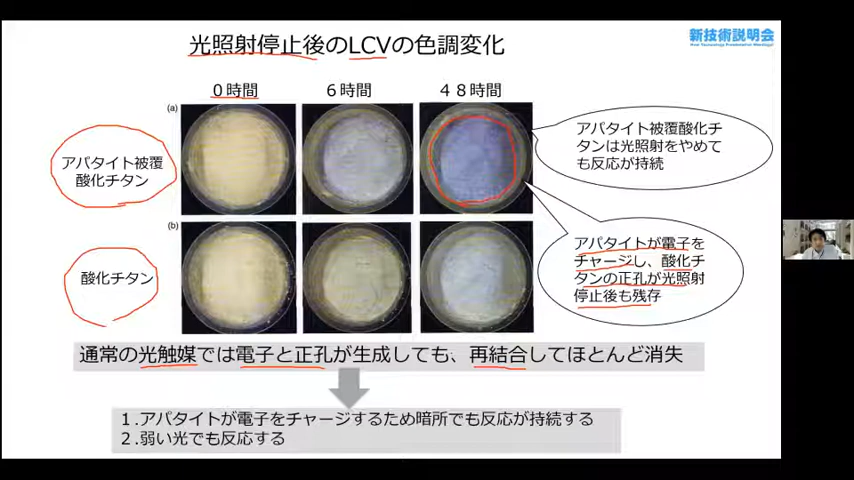 光照射停止後のLCVの色調変化
新技術説明会
New Technology Presentation Meetings!
0時間
6時間
48時間
(a)
アパタイト被覆
酸化チタン
アパタイト被覆酸化チ
タンは光照射をやめて
も反応が持続
(b)
酸化チタン
アパタイトが電子を
チャージし、酸化チ
タンの正孔が光照射
停止後も残存
通常の光触媒では電子と正孔が生成しても、再結合してほとんど消失
1.アパタイトが電子をチャージするため暗所でも反応が持続する
2.弱い光でも反応する